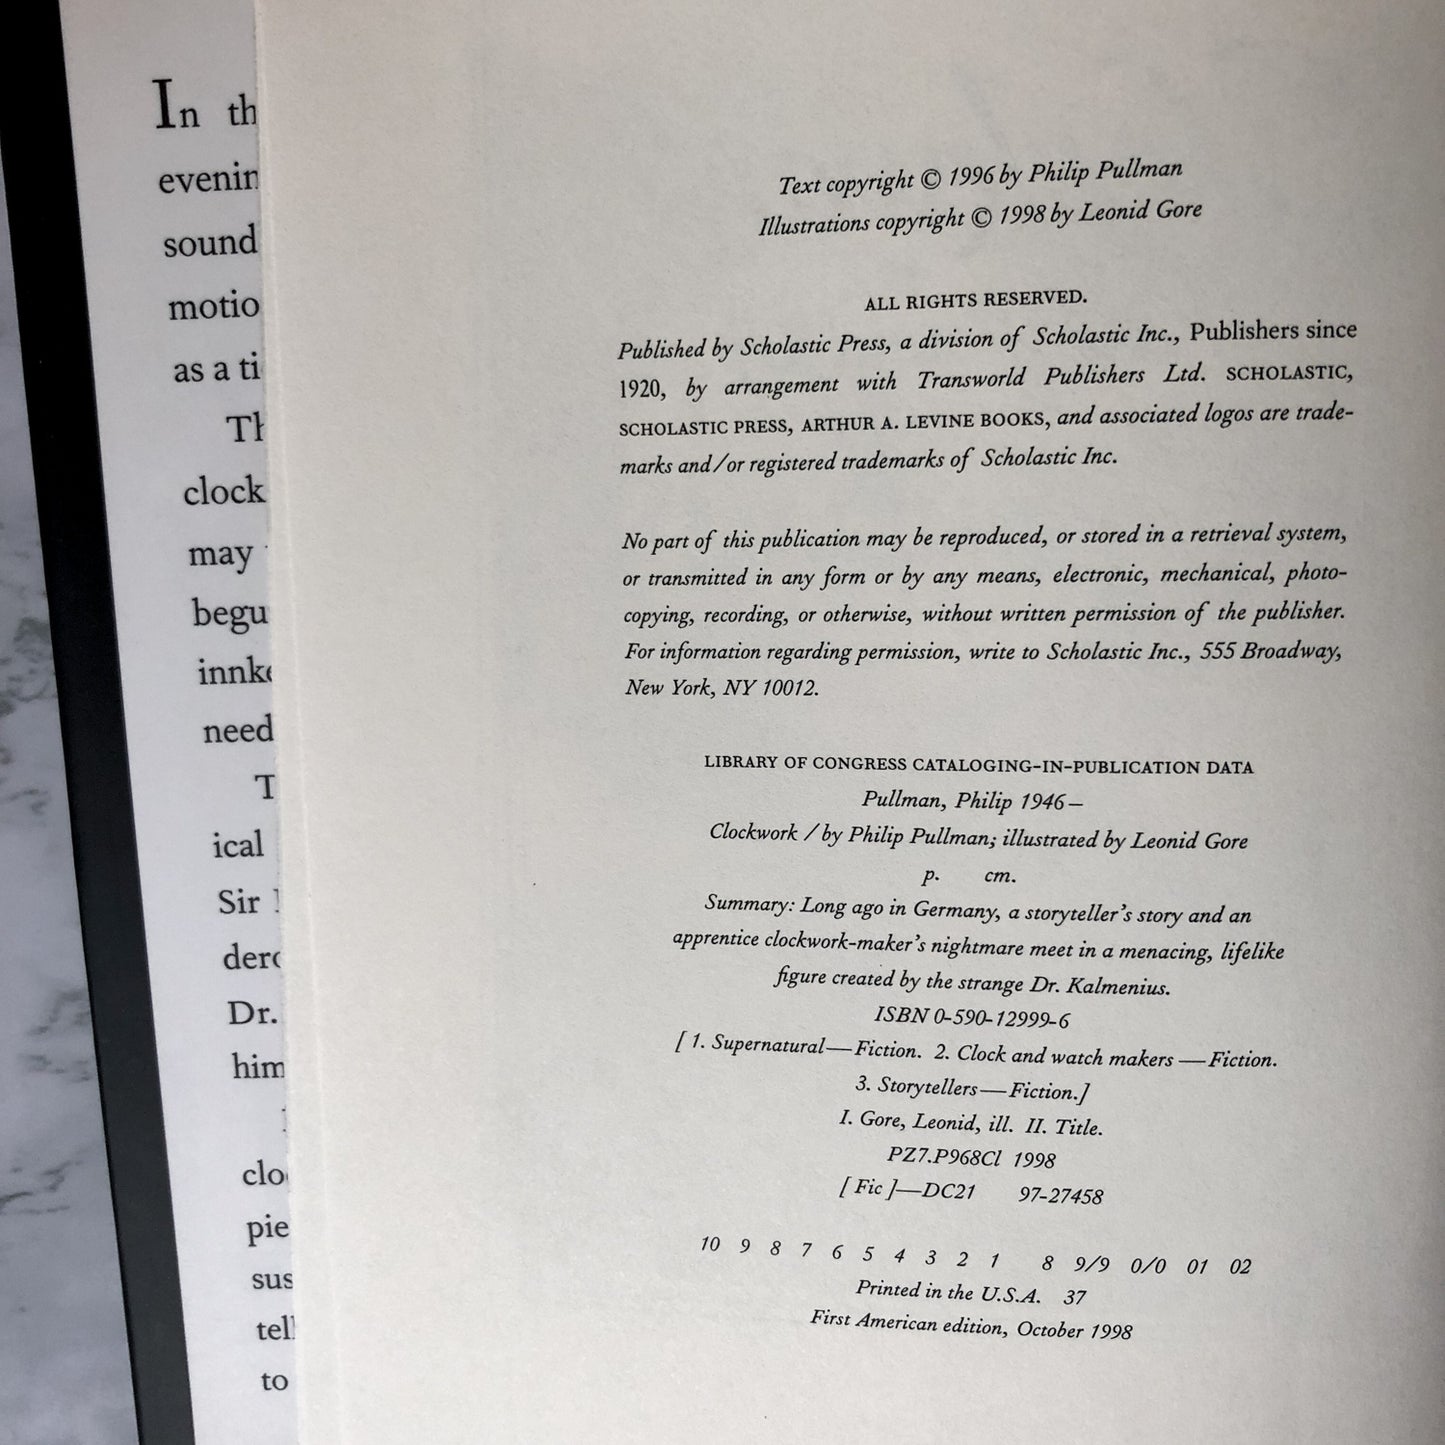 In th
evenin
sound
motio
as a ti
Th
clock
may
begu
innke
need
T
ical
Sir
derc
Dr.
him
cloc
pie
sus
tell
to
Text copyright © 1996 by Philip Pullman
Illustrations copyright © 1998 by Leonid Gore
ALL RIGHTS RESERVED.
Published by Scholastic Press, a division of Scholastic Inc., Publishers since
1920, by arrangement with Transworld Publishers Ltd. SCHOLASTIC,
SCHOLASTIC PRESS, ARTHUR A. LEVINE BOOKS, and associated logos are trade-
marks and/or registered trademarks of Scholastic Inc.
No part of this publication may be reproduced, or stored in a retrieval system,
or transmitted in any form or by any means, electronic, mechanical, photo-
copying, recording, or otherwise, without written permission of the publisher.
For information regarding permission, write to Scholastic Inc., 555 Broadway,
New York, NY 10012.
LIBRARY OF CONGRESS CATALOGING-IN-PUBLICATION DATA
Pullman, Philip 1946–
Clockwork / by Philip Pullman; illustrated by Leonid Gore
p. cm.
Summary: Long ago in Germany, a storyteller's story and an
apprentice clockwork-maker's nightmare meet in a menacing, lifelike
figure created by the strange Dr. Kalmenius.
ISBN 0-590-12999-6
[ 1. Supernatural—Fiction. 2. Clock and watch makers —Fiction.
3. Storytellers—Fiction.]
I. Gore, Leonid, ill. II. Title.
PZ7.P968Cl 1998
[ Fic ]—DC21 97-27458
10 9 8 7 6 5 4 3 2 1 8 9/9 0/0 01 02
Printed in the U.S.A. 37
First American edition, October 1998